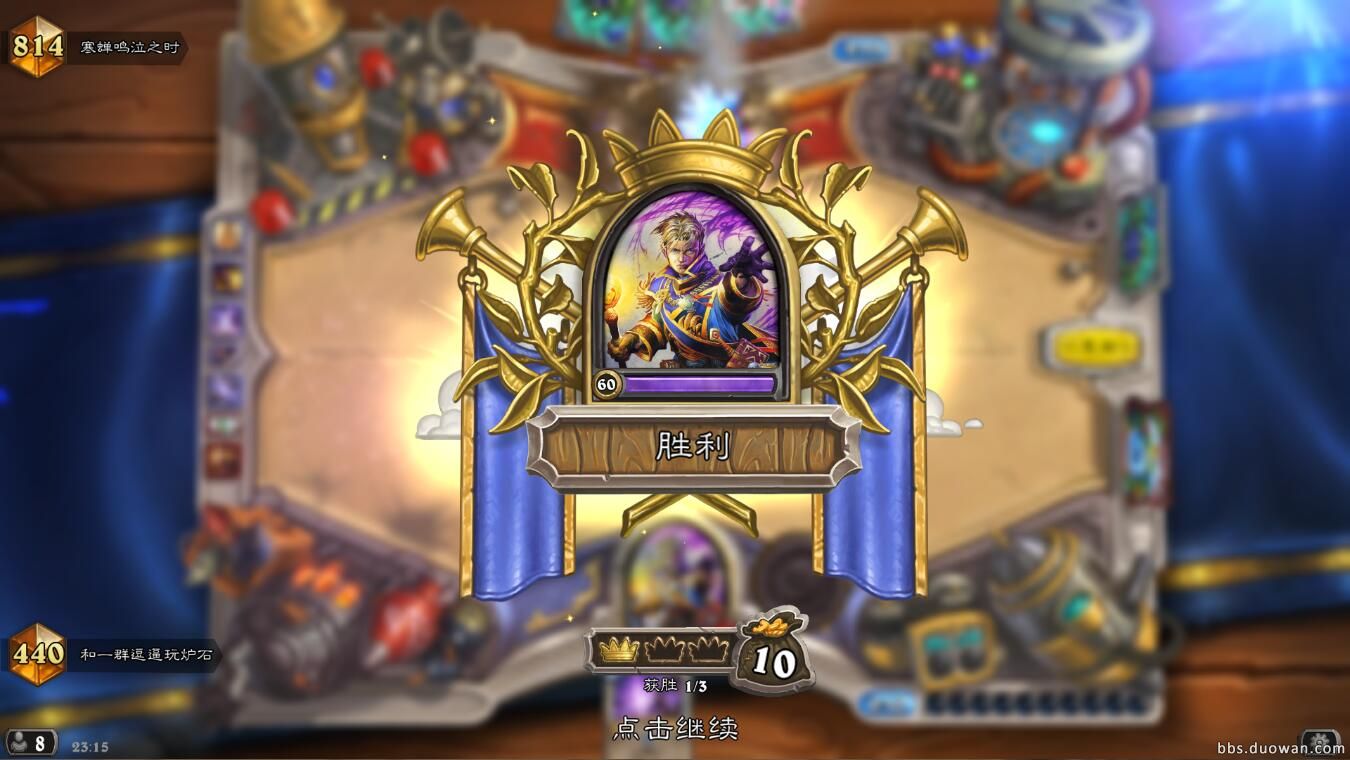 814 寒蝉鸣泣之时
60
胜利
10
获胜 1/3
440 和一群逗逼玩炉石
点击继续
8 23:15
bbs.duowan.com